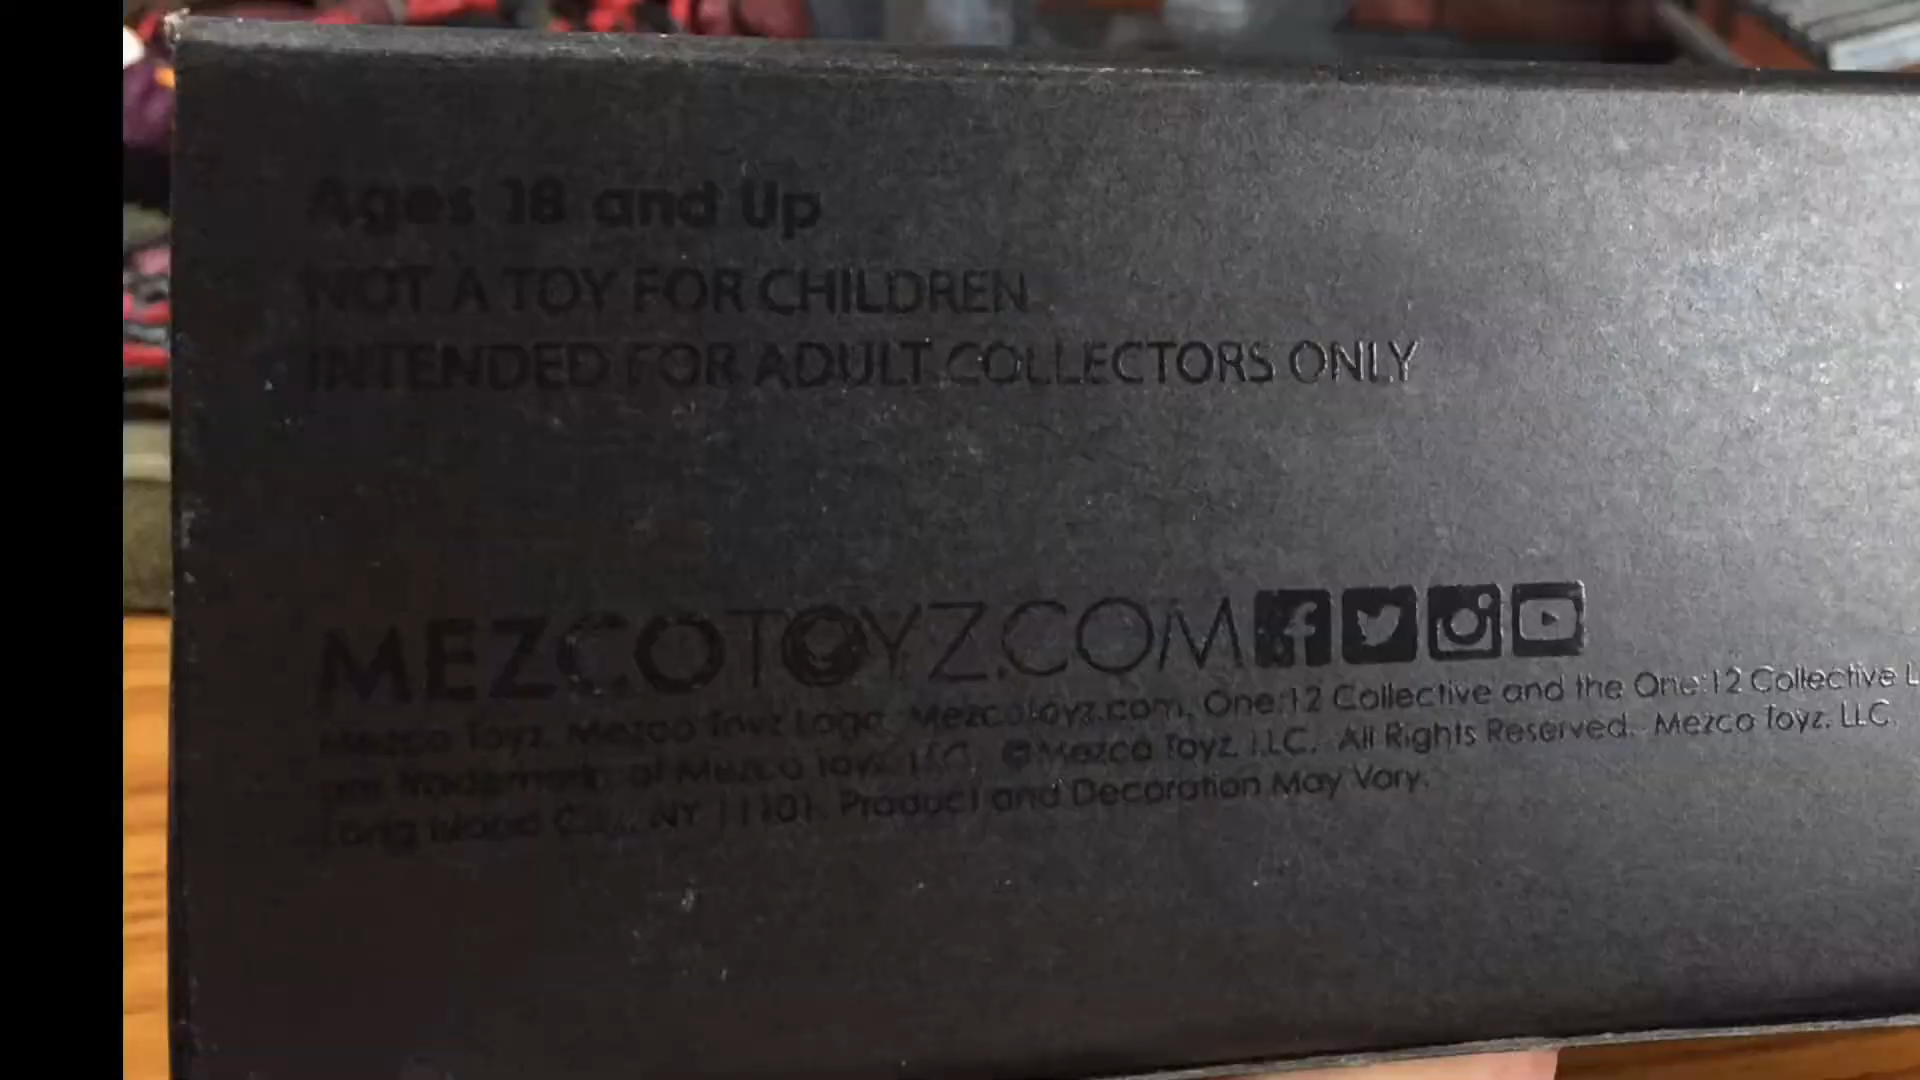 Ages 18 and Up
NOT A TOY FOR CHILDREN
INTENDED FOR ADULT COLLECTORS ONLY
MEZCOTOYZ.COM
Mezco Toyz, Mezco Toyz Logo, Mezcotoyz.com, One:12 Collective and the One:12 Collective L
are trademarks of Mezco Toyz, LLC. ©Mezco Toyz, LLC. All Rights Reserved. Mezco Toyz, LLC.
Long Island City, NY 11101. Product and Decoration May Vary.